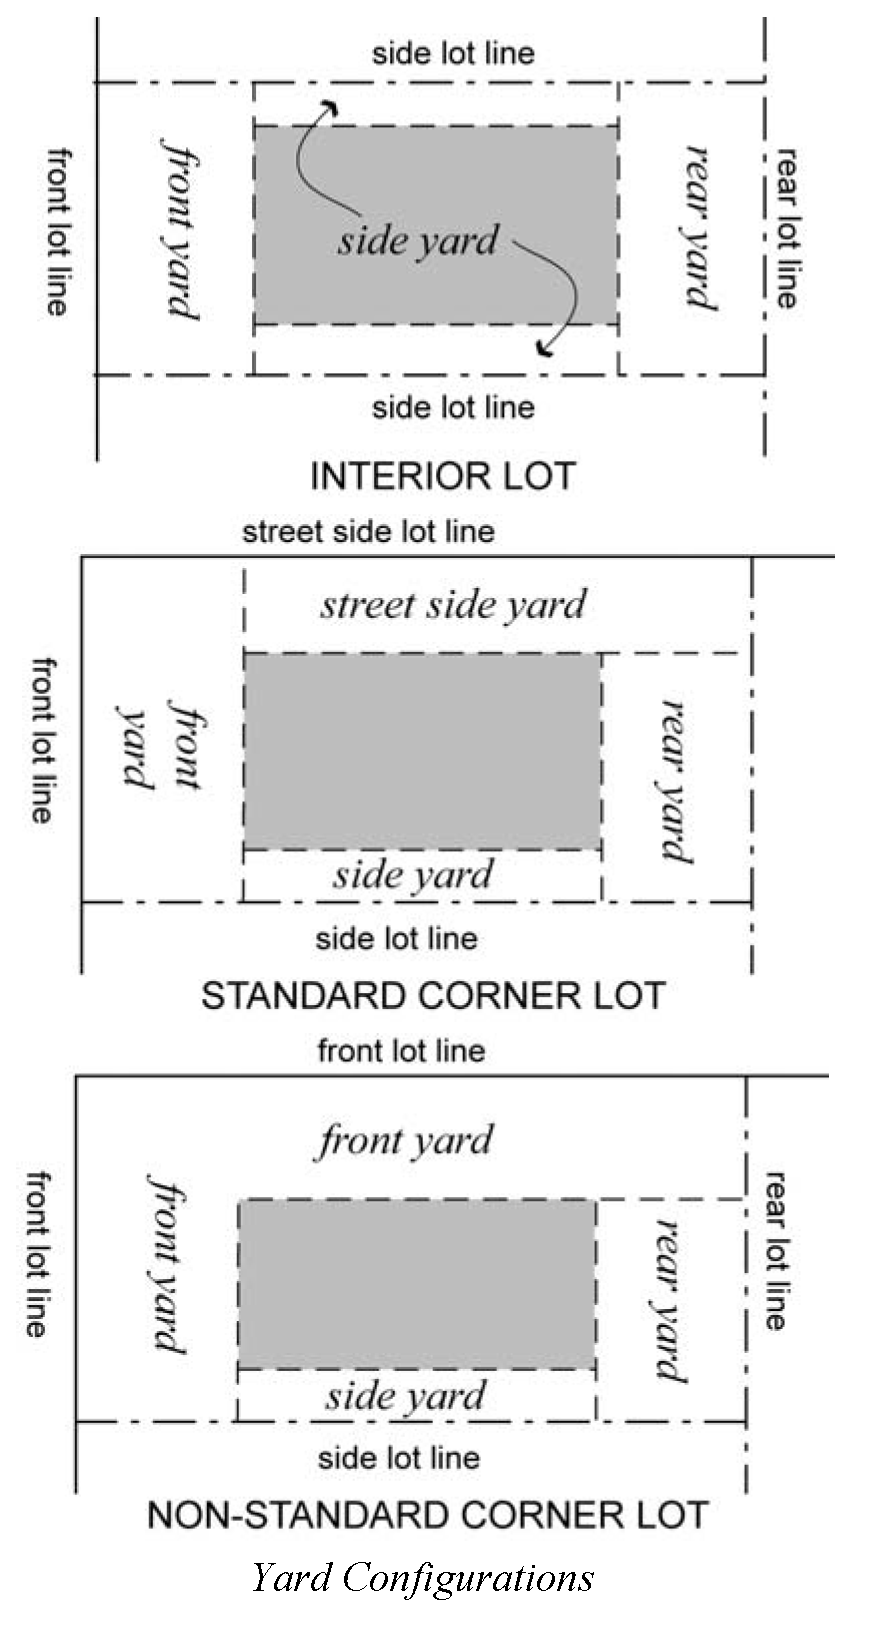 side lot line
front lot line
front yard
side yard
rear yard
rear lot line
side lot line
INTERIOR LOT
street side lot line
street side yard
front lot line
front
yard
rear yard
side yard
side lot line
STANDARD CORNER LOT
front lot line
front yard
front lot line
front yard
rear yard
rear lot line
side yard
side lot line
NON-STANDARD CORNER LOT
Yard Configurations